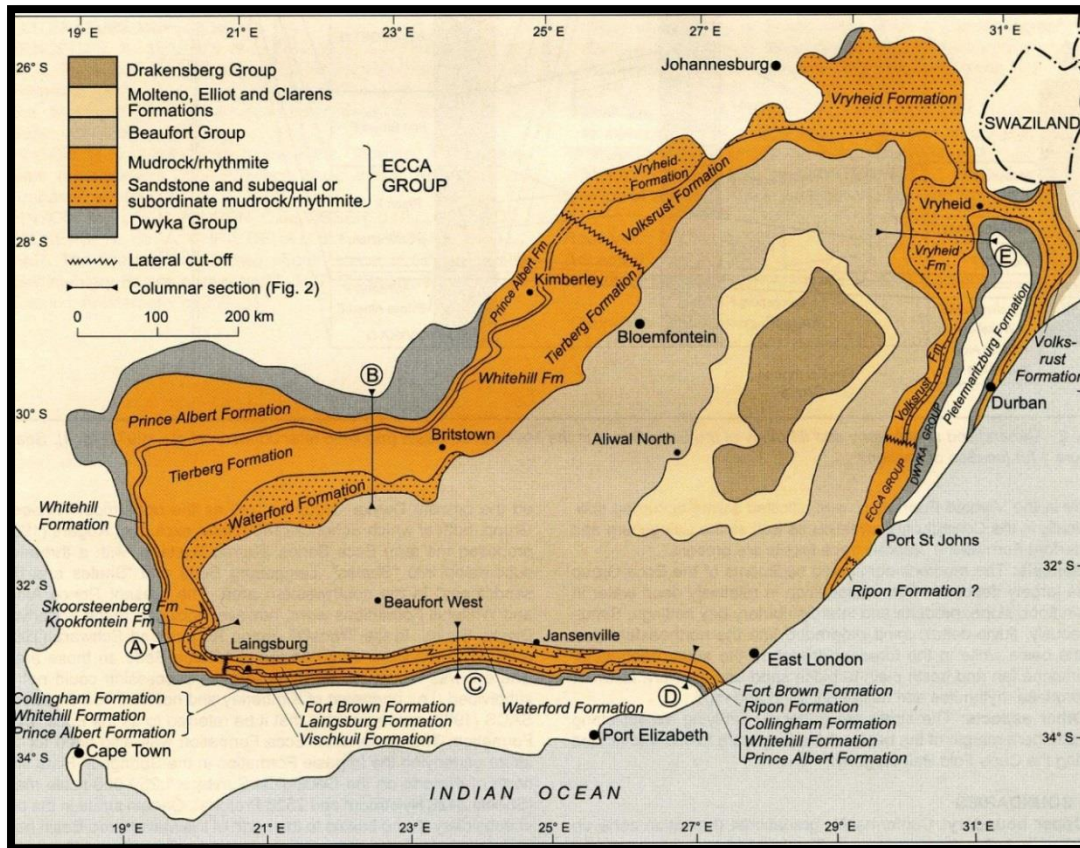 19° E
21° E
23° E
25° E
27° E
29° E
31° E
26° S
28° S
30° S
32° S
34° S
Drakensberg Group
Molteno, Elliot and Clarens
Formations
Beaufort Group
Mudrock/rhythmite
Sandstone and subequal or
subordinate mudrock/rhythmite
ECCA
GROUP
Dwyka Group
Lateral cut-off
Columnar section (Fig. 2)
0 100 200 km
Johannesburg
Vryheid Formation
SWAZILAND
Vryheid
Formation
Volksrust Formation
Vryheid
Vryheid
Fm
E
Prince Albert Fm
Kimberley
Tierberg Formation
Bloemfontein
Whitehill Fm
Pietermaritzburg Formation
Volks-
rust
Formation
Volksrust Fm
DWYKA GROUP
Durban
B
Prince Albert Formation
Britstown
Aliwal North
Tierberg Formation
Waterford Formation
ECCA GROUP
Port St Johns
Whitehill
Formation
32° S
Ripon Formation ?
Skoorsteenberg Fm
Kookfontein Fm
Beaufort West
A
Laingsburg
Jansenville
C
D
East London
Collingham Formation
Whitehill Formation
Prince Albert Formation
Fort Brown Formation
Laingsburg Formation
Vischkuil Formation
Waterford Formation
Fort Brown Formation
Ripon Formation
Collingham Formation
Whitehill Formation
Prince Albert Formation
Cape Town
Port Elizabeth
34° S
INDIAN OCEAN
19° E
21° E
23° E
25° E
27° E
29° E
31° E